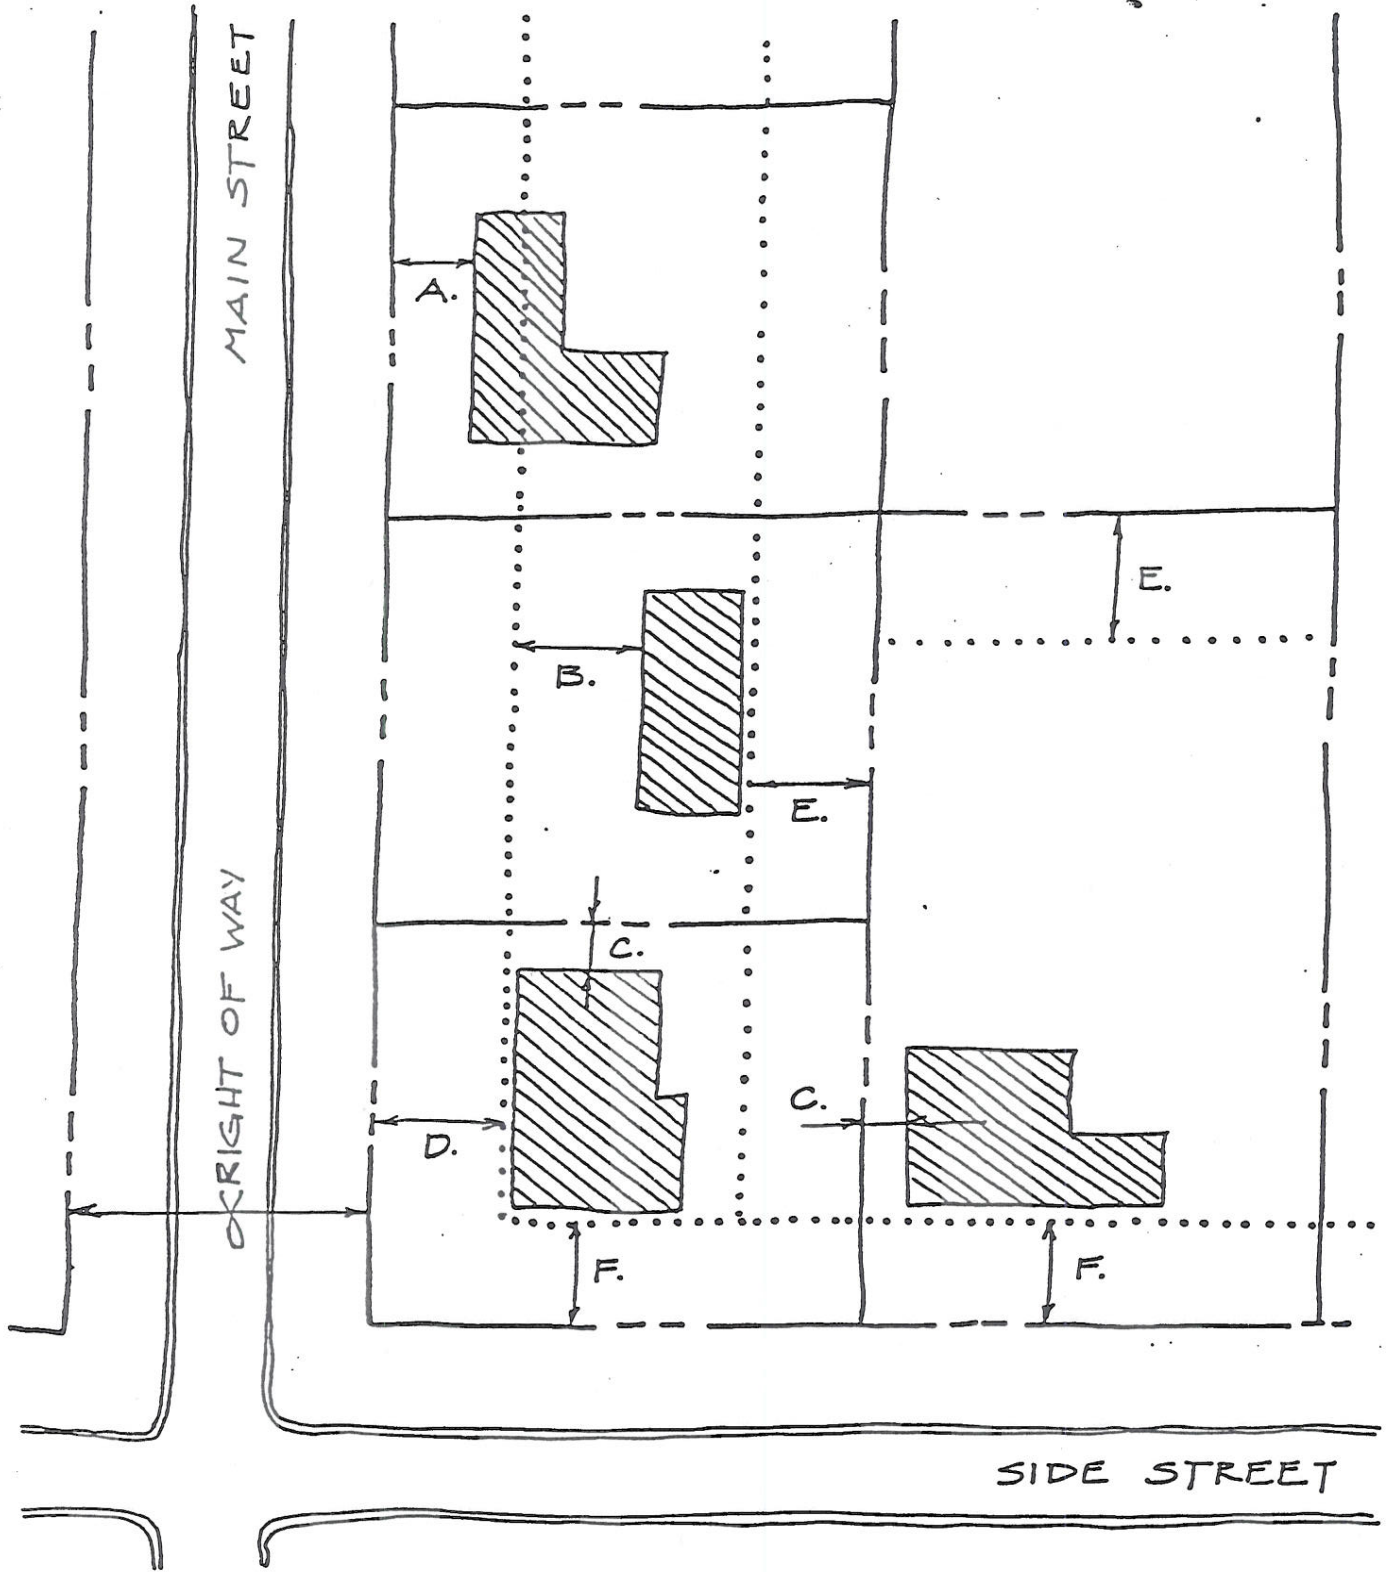 MAIN STREET
A.
E.
B.
E.
C.
RIGHT OF WAY
C.
D.
F.
F.
SIDE STREET